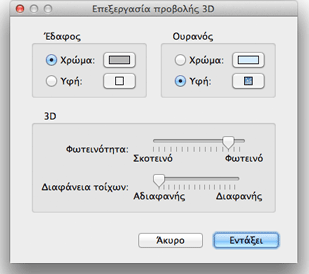 Επεξεργασία προβολής 3D
Έδαφος
Χρώμα:
Υφή:
Ουρανός
Χρώμα:
Υφή:
3D
Φωτεινότητα:
Σκοτεινό Φωτεινό
Διαφάνεια τοίχων:
Αδιαφανής Διαφανής
Άκυρο Εντάξει